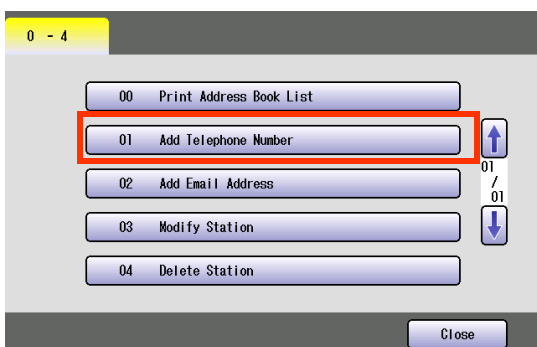 0 - 4
00 Print Address Book List
01 Add Telephone Number
02 Add Email Address
03 Modify Station
04 Delete Station
01
/
01
Close